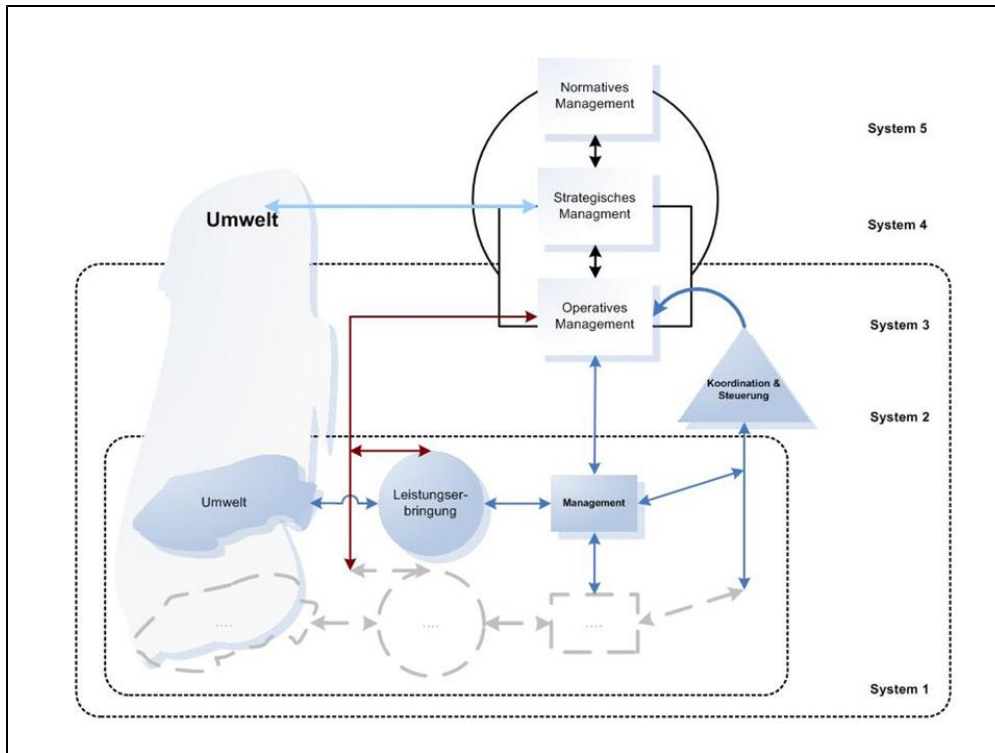 Normatives
Management
System 5
Strategisches
Managment
Umwelt
System 4
Operatives
Management
System 3
Koordination &
Steuerung
System 2
Umwelt
Leistungser-
bringung
Management
....
....
....
System 1